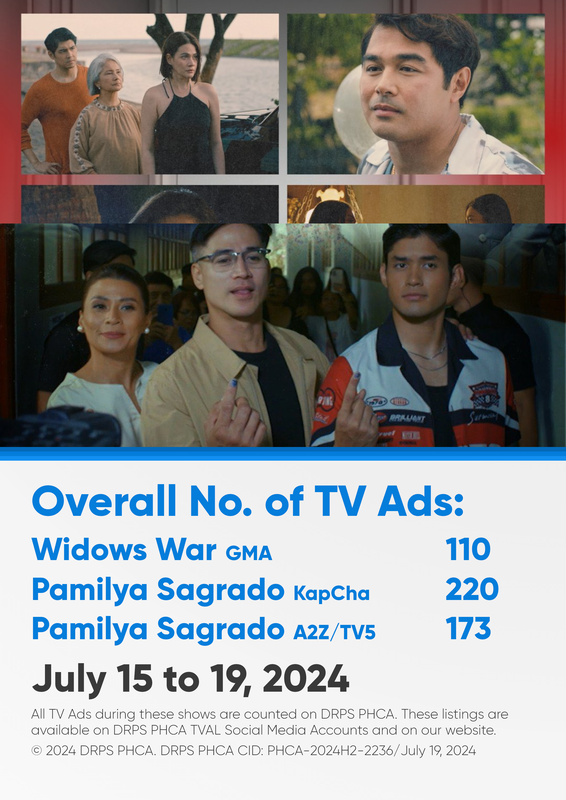 BRILLIANT
Overall No. of TV Ads:
Widows War GMA 110
Pamilya Sagrado KapCha 220
Pamilya Sagrado A2Z/TV5 173
July 15 to 19, 2024
All TV Ads during these shows are counted on DRPS PHCA. These listings are
available on DRPS PHCA TVAL Social Media Accounts and on our website.
© 2024 DRPS PHCA. DRPS PHCA CID: PHCA-2024H2-2236/July 19, 2024